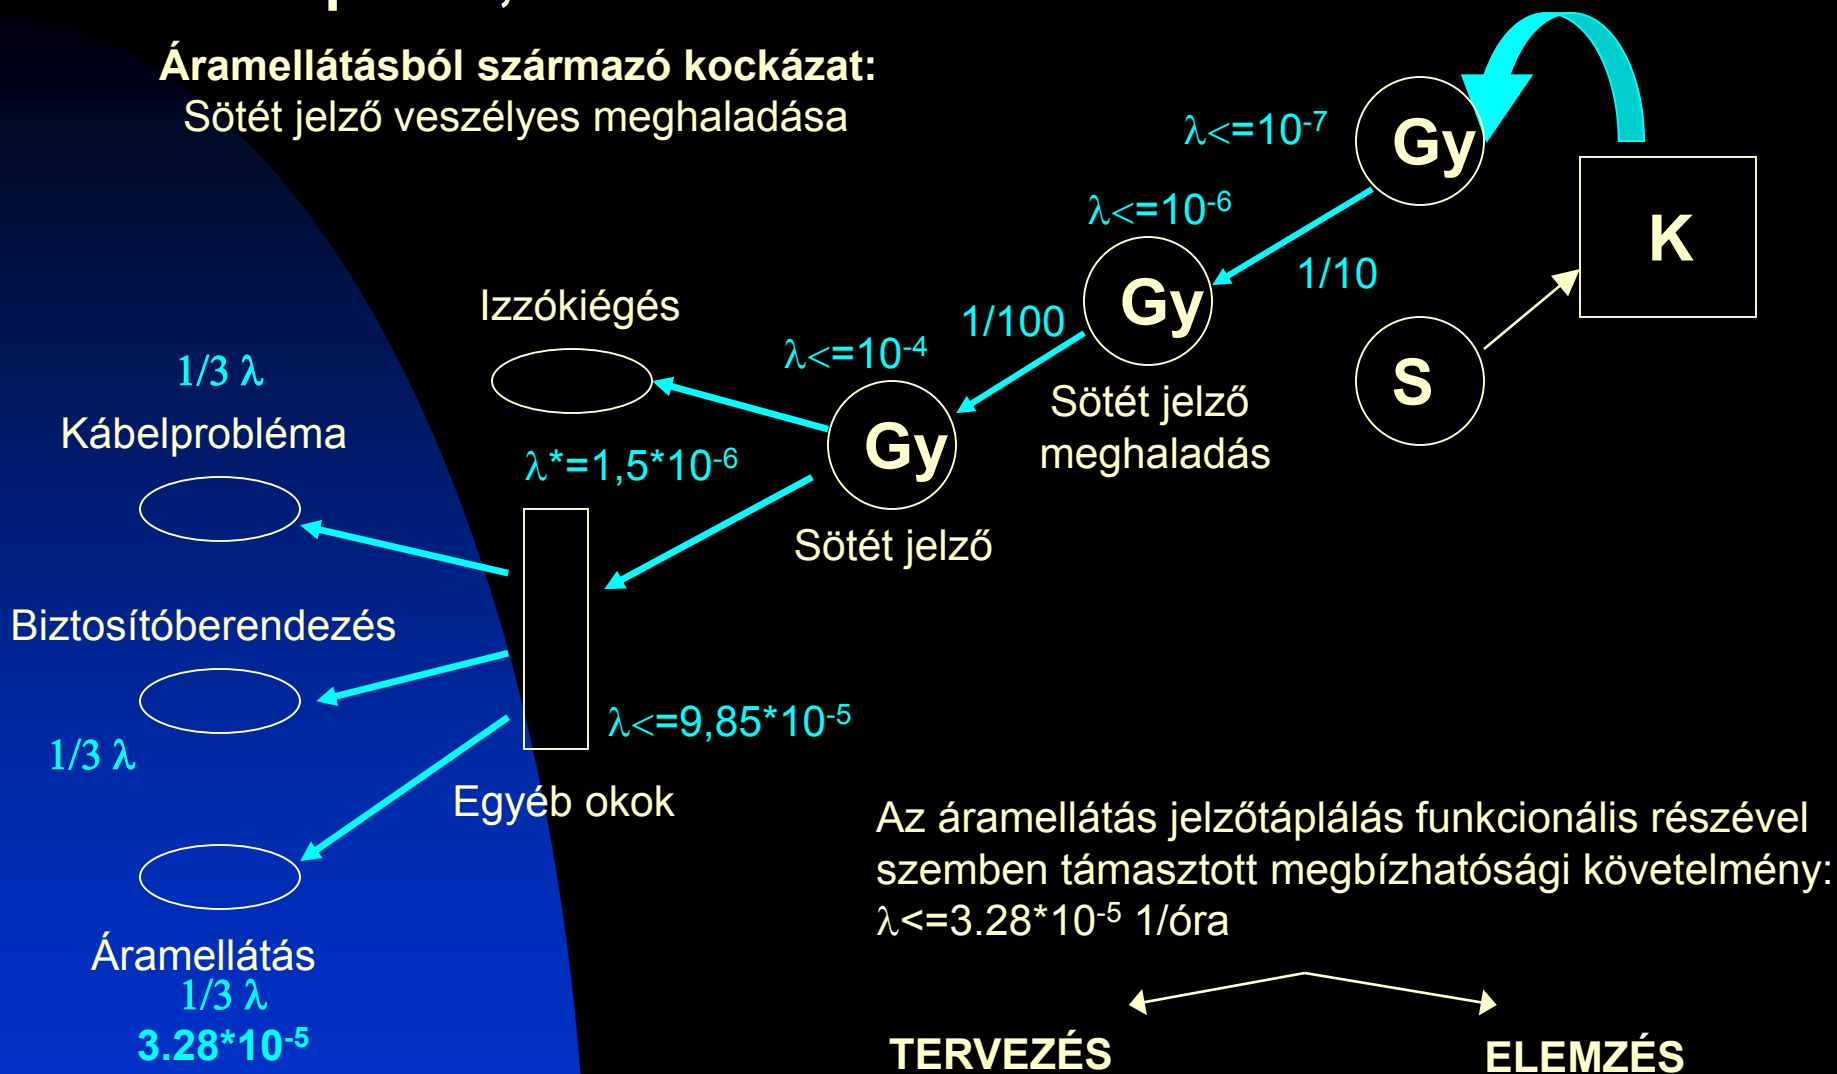 Áramellátásból származó kockázat:
Sötét jelző veszélyes meghaladása
λ<=10-7
Gy
K
λ<=10-6
Gy
1/10
S
Sötét jelző
meghaladás
1/100
λ<=10-4
Gy
Sötét jelző
Izzókiégés
λ*=1,5*10-6
λ<=9,85*10-5
Egyéb okok
1/3 λ
Kábelprobléma
Biztosítóberendezés
1/3 λ
Áramellátás
1/3 λ
3.28*10-5
Az áramellátás jelzőtáplálás funkcionális részével
szemben támasztott megbízhatósági követelmény:
λ<=3.28*10-5 1/óra
TERVEZÉS
ELEMZÉS